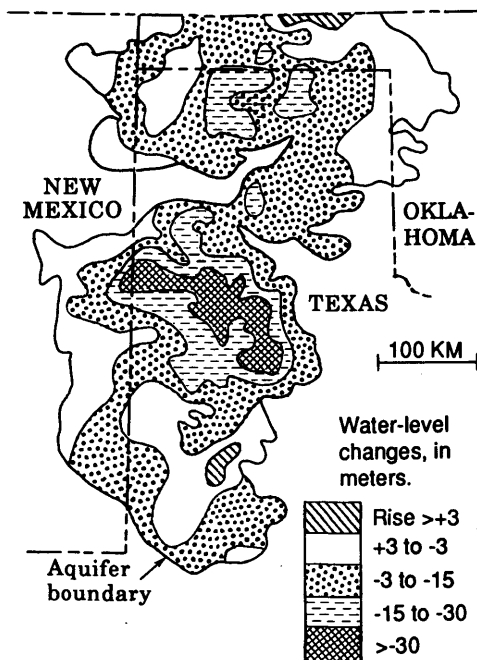 NEW
MEXICO
OKLA-
HOMA
TEXAS
100 KM
Water-level
changes, in
meters.
Rise >+3
+3 to -3
-3 to -15
-15 to -30
>-30
Aquifer
boundary